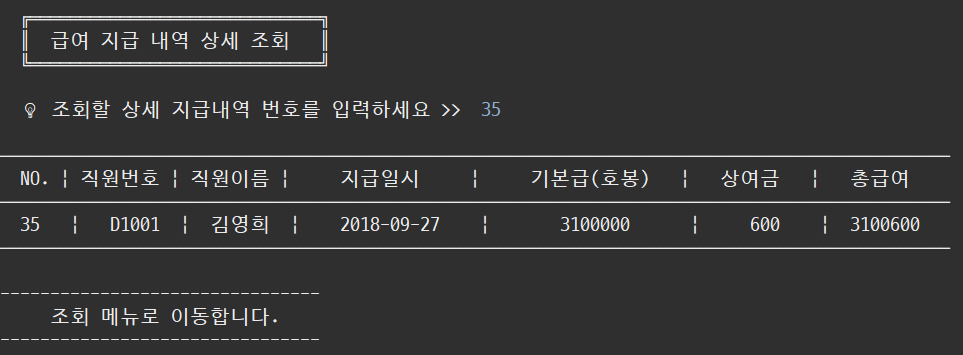 급여 지급 내역 상세 조회
조회할 상세 지급내역 번호를 입력하세요 >> 35
NO. ¦ 직원번호 ¦ 직원이름 ¦ 지급일시 ¦ 기본급(호봉) ¦ 상여금 ¦ 총급여
35 ¦ D1001 ¦ 김영희 ¦ 2018-09-27 ¦ 3100000 ¦ 600 ¦ 3100600
--------------------------------
조회 메뉴로 이동합니다.
--------------------------------